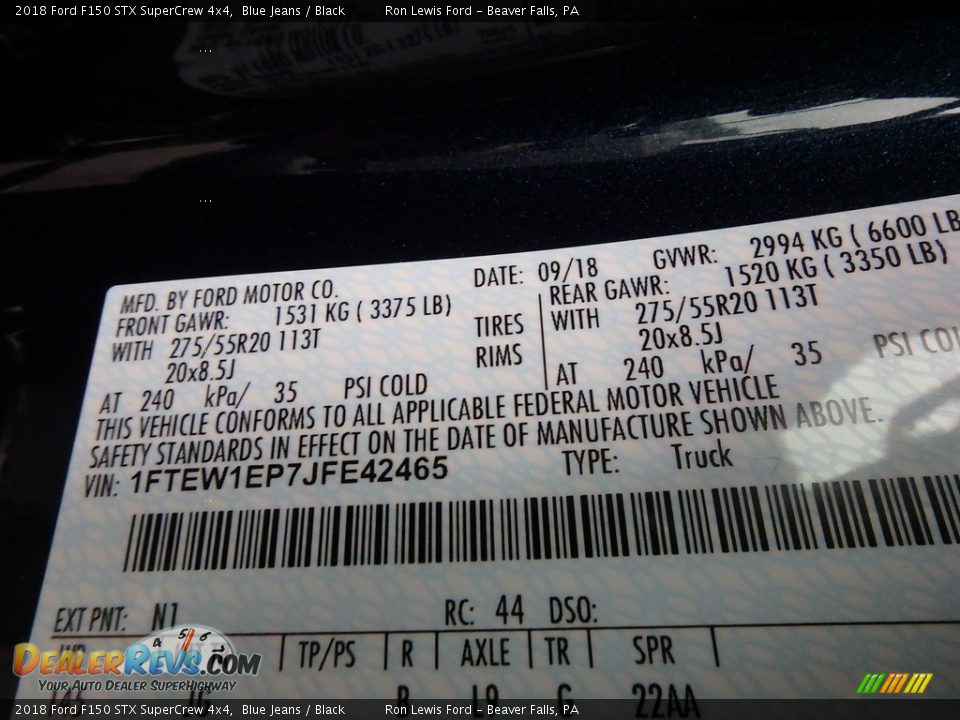 2018 Ford F150 STX SuperCrew 4x4, Blue Jeans / Black Ron Lewis Ford – Beaver Falls, PA
MFD. BY FORD MOTOR CO. DATE: 09/18 GVWR: 2994 KG ( 6600 LB
FRONT GAWR: 1531 KG ( 3375 LB) REAR GAWR: 1520 KG ( 3350 LB)
WITH 275/55R20 113T TIRES WITH 275/55R20 113T
20x8.5J RIMS 20x8.5J
AT 240 kPa/ 35 PSI COLD AT 240 kPa/ 35 PSI COL
THIS VEHICLE CONFORMS TO ALL APPLICABLE FEDERAL MOTOR VEHICLE
SAFETY STANDARDS IN EFFECT ON THE DATE OF MANUFACTURE SHOWN ABOVE.
VIN: 1FTEW1EP7JFE42465 TYPE: Truck
EXT PNT: N1 RC: 44 DSO:
TP/PS R AXLE TR SPR
22AA
4 5 6 7
DEALERREVS.COM
YOUR AUTO DEALER SUPERHIGHWAY
2018 Ford F150 STX SuperCrew 4x4, Blue Jeans / Black Ron Lewis Ford – Beaver Falls, PA